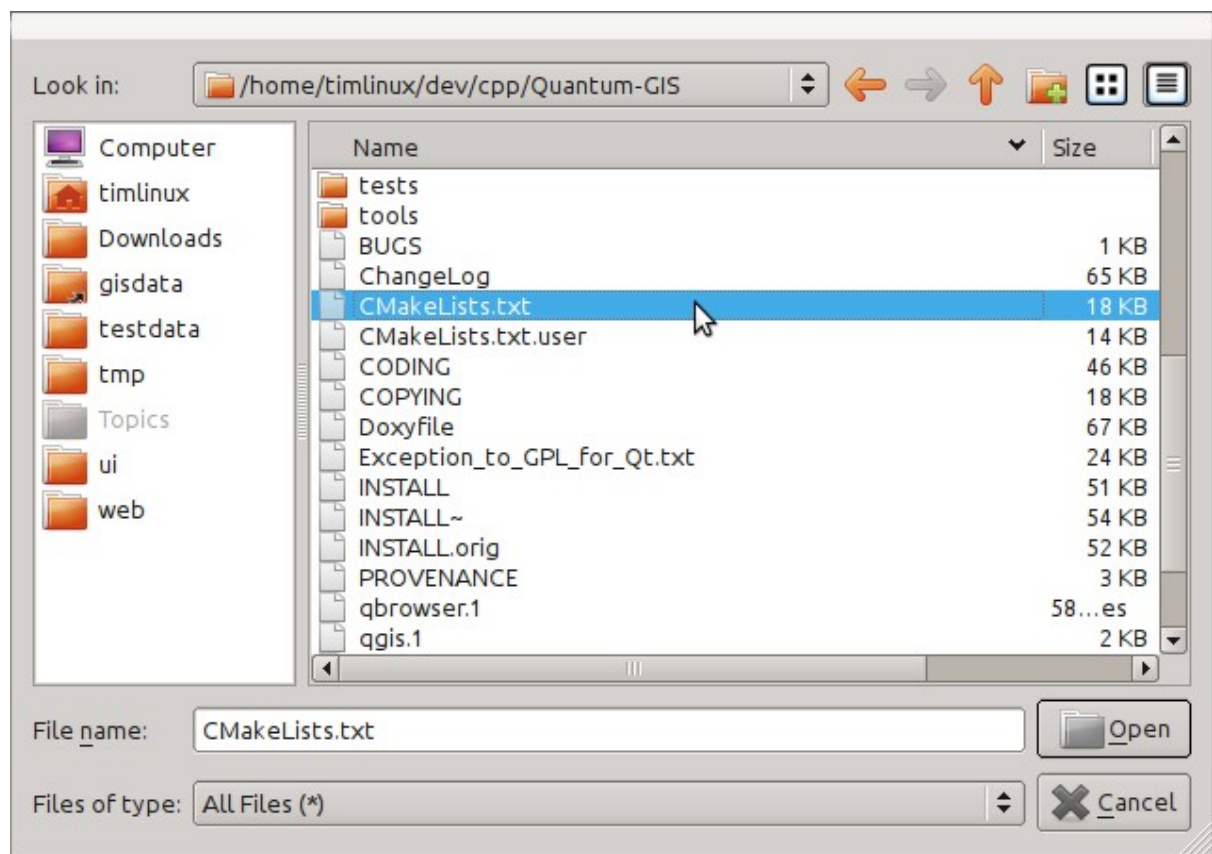 Look in: /home/timlinux/dev/cpp/Quantum-GIS
Computer
timlinux
Downloads
gisdata
testdata
tmp
Topics
ui
web
Name Size
tests
tools
BUGS 1 KB
ChangeLog 65 KB
CMakeLists.txt 18 KB
CMakeLists.txt.user 14 KB
CODING 46 KB
COPYING 18 KB
Doxyfile 67 KB
Exception_to_GPL_for_Qt.txt 24 KB
INSTALL 51 KB
INSTALL~ 54 KB
INSTALL.orig 52 KB
PROVENANCE 3 KB
qbrowser.1 58...es
qgis.1 2 KB
File name: CMakeLists.txt Open
Files of type: All Files (*) Cancel